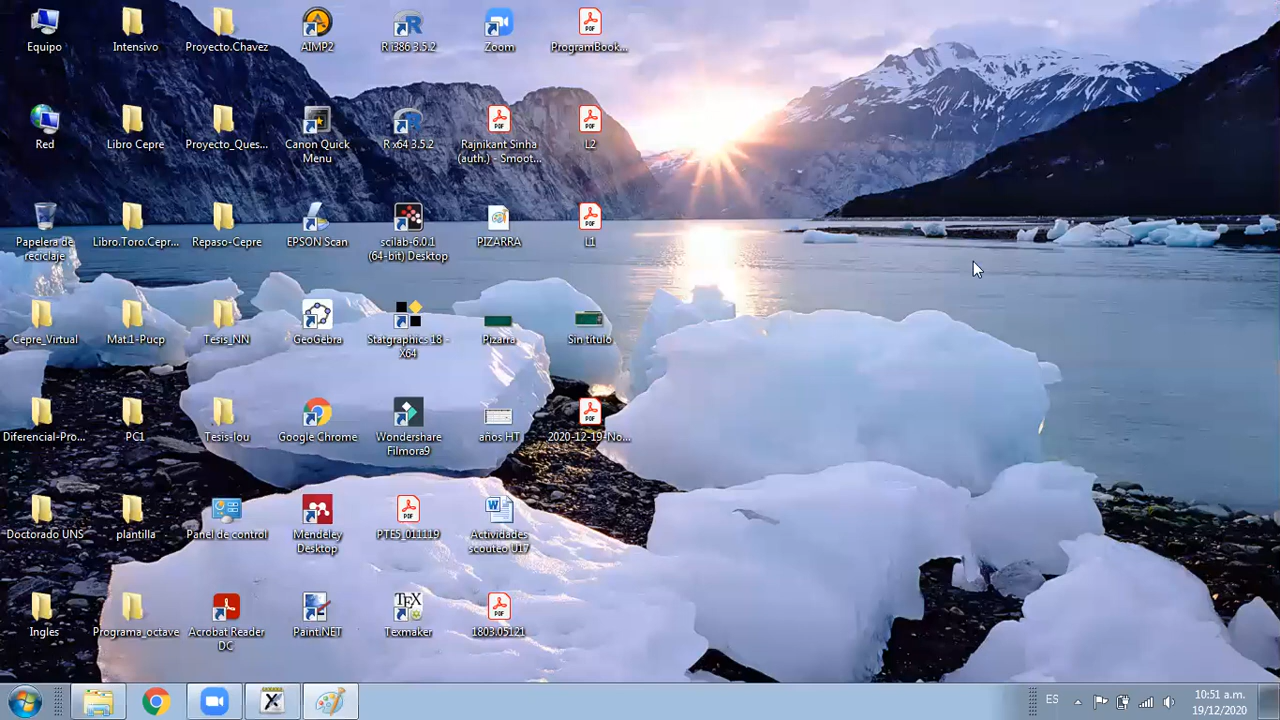 Equipo
Intensivo
Proyecto.Chavez
AIMP2
R i386 3.5.2
Zoom
ProgramBook...
Red
Libro Cepre
Proyecto_Ques...
Canon Quick
Menu
R x64 3.5.2
Rajnikant Sinha
(auth.) - Smoot...
L2
Papelera de
reciclaje
Libro.Toro.Cepr...
Repaso-Cepre
EPSON Scan
scilab-6.0.1
(64-bit) Desktop
PIZARRA
L1
Cepre_Virtual
Mat.1-Pucp
Tesis_NN
GeoGebra
Statgraphics 18 -
X64
Pizarra
Sin título
Diferencial-Pro...
PC1
Tesis-lou
Google Chrome
Wondershare
Filmora9
años HT
2020-12-19-No...
Doctorado UNS
plantilla
Panel de control
Mendeley
Desktop
PTES_011119
Actividades
scouteo U17
Ingles
Programa_octave
Acrobat Reader
DC
Paint.NET
Texmaker
1803.05121
ES
10:51 a.m.
19/12/2020